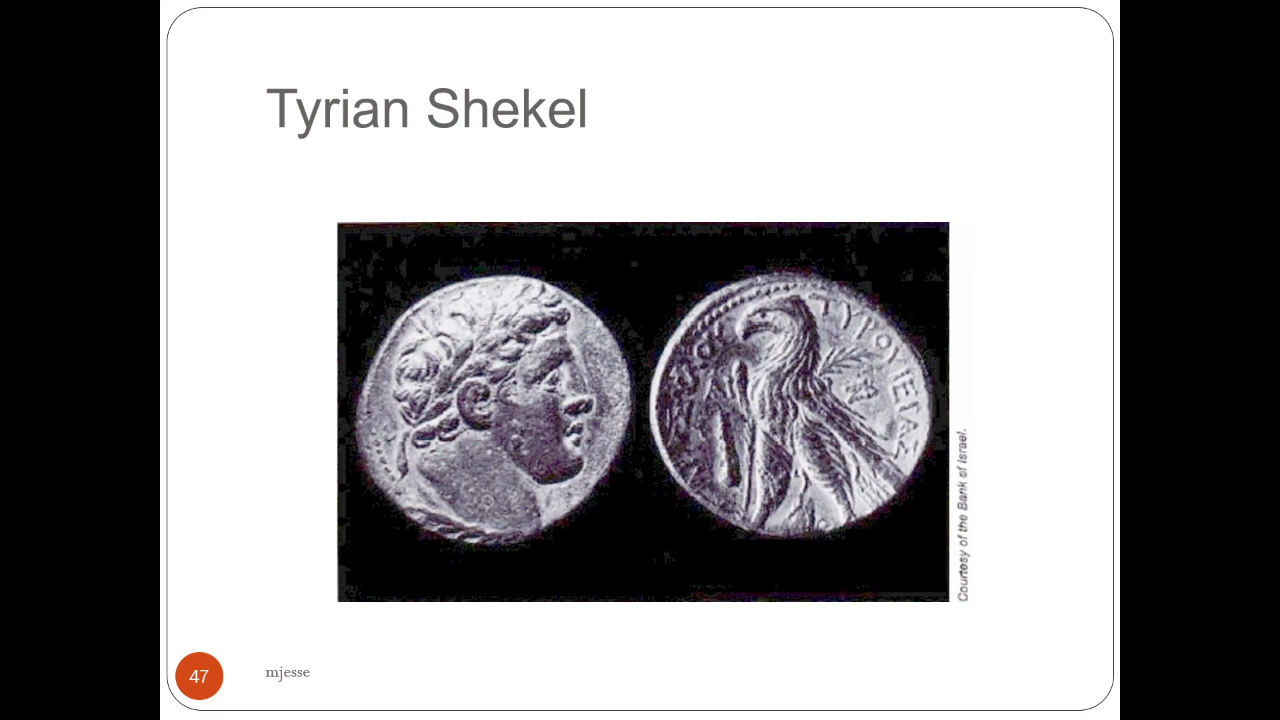 Tyrian Shekel
ΤΥΡΟΥ ΙΕΡΑΣ
Courtesy of the Bank of Israel.
47
mjesse